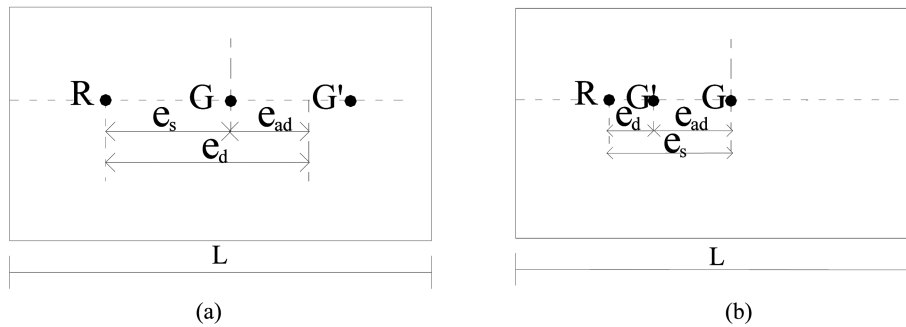 R G G'
e_s e_ad
e_d
L
(a)
R G' G
e_d e_ad
e_s
L
(b)